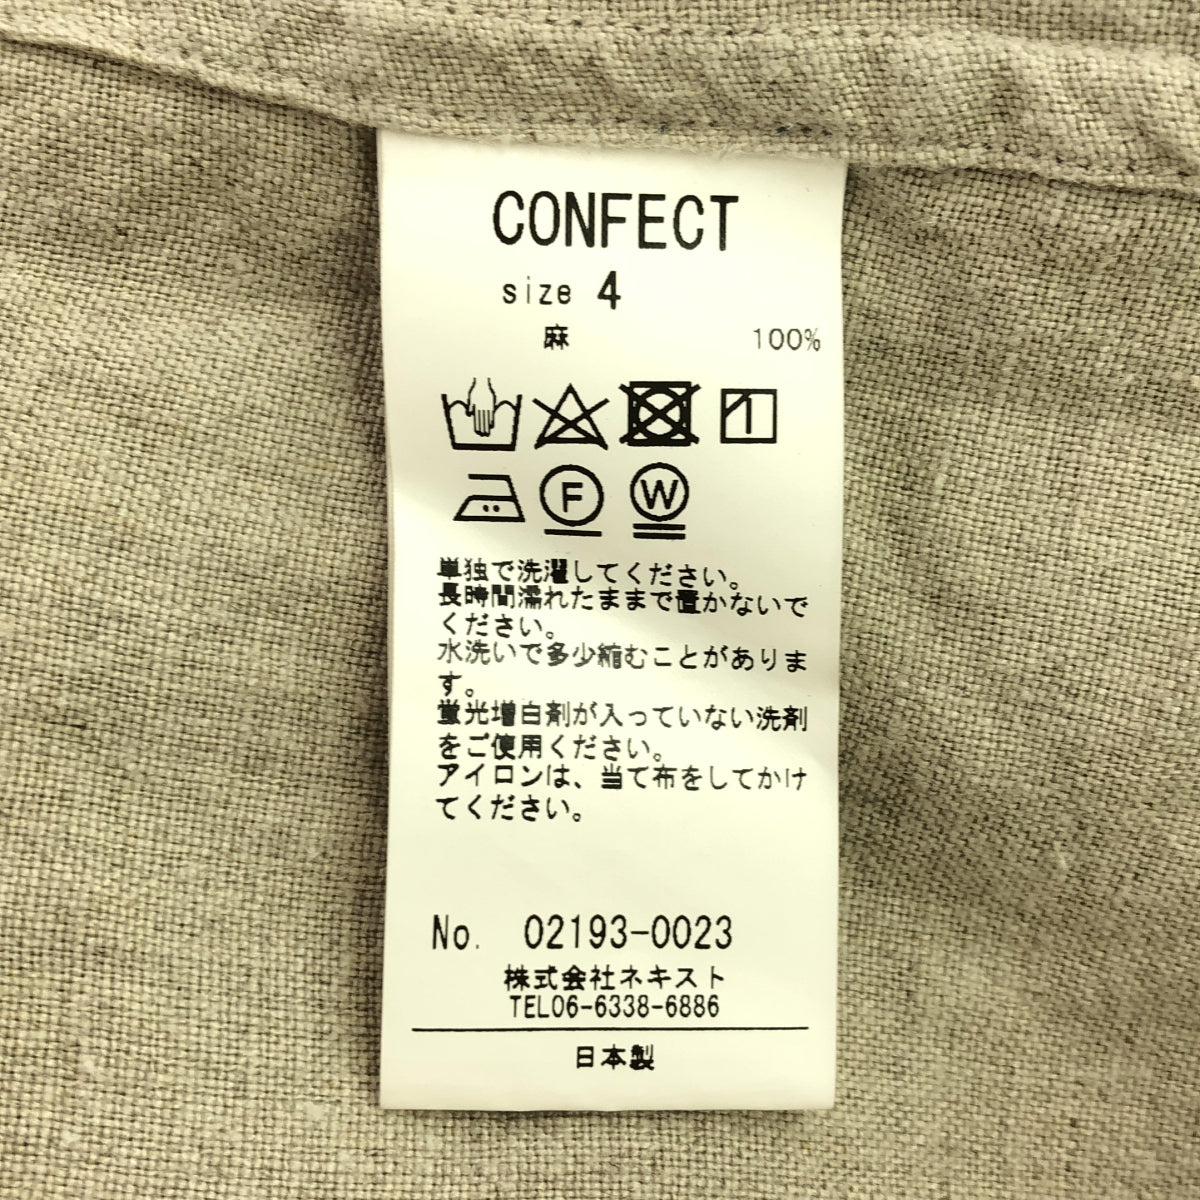 CONFECT
size 4
麻 100%
F W
単独で洗濯してください。
長時間濡れたままで置かないで
ください。
水洗いで多少縮むことがありま
す。
蛍光増白剤が入っていない洗剤
をご使用ください。
アイロンは、当て布をしてかけ
てください。
No. 02193-0023
株式会社ネキスト
TEL06-6338-6886
日本製